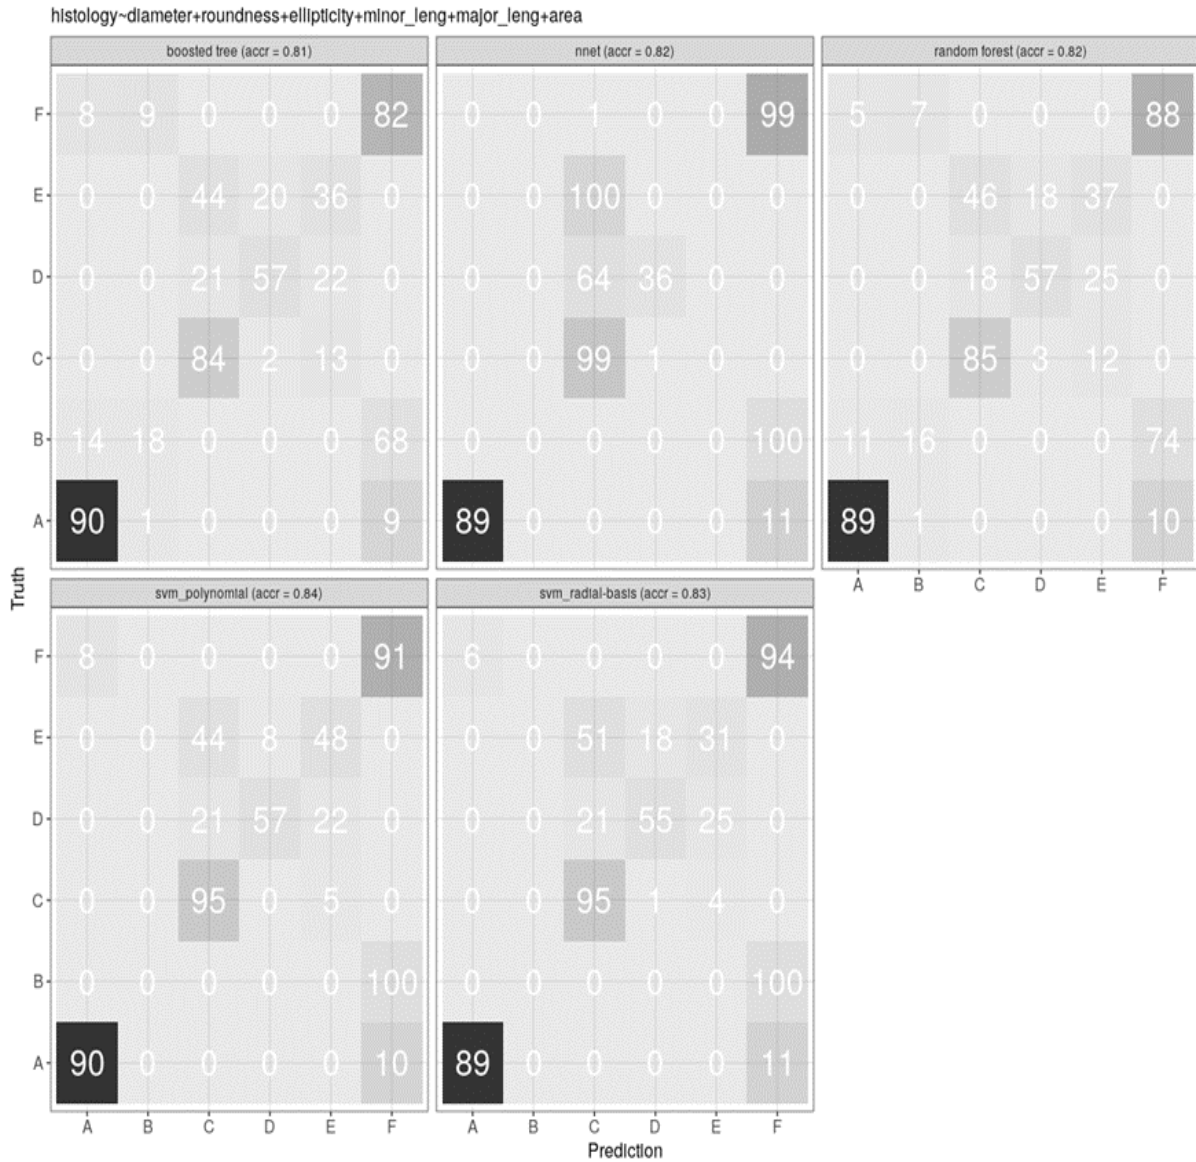 histology~diameter+roundness+ellipticity+minor_leng+major_leng+area
boosted tree (accr = 0.81) nnet (accr = 0.82) random forest (accr = 0.82)
F 8 9 0 0 0 82 0 0 1 0 0 99 5 7 0 0 0 88
E 0 0 44 20 36 0 0 0 100 0 0 0 0 0 46 18 37 0
D 0 0 21 57 22 0 0 0 64 36 0 0 0 0 18 57 25 0
C 0 0 84 2 13 0 0 0 99 1 0 0 0 0 85 3 12 0
B 14 18 0 0 0 68 0 0 0 0 0 100 11 16 0 0 0 74
A 90 1 0 0 0 9 89 0 0 0 0 11 89 1 0 0 0 10
A B C D E F
Truth
svm_polynomial (accr = 0.84) svm_radial-basis (accr = 0.83)
F 8 0 0 0 0 91 6 0 0 0 0 94
E 0 0 44 8 48 0 0 0 51 18 31 0
D 0 0 21 57 22 0 0 0 21 55 25 0
C 0 0 95 0 5 0 0 0 95 1 4 0
B 0 0 0 0 0 100 0 0 0 0 0 100
A 90 0 0 0 0 10 89 0 0 0 0 11
A B C D E F A B C D E F
Prediction